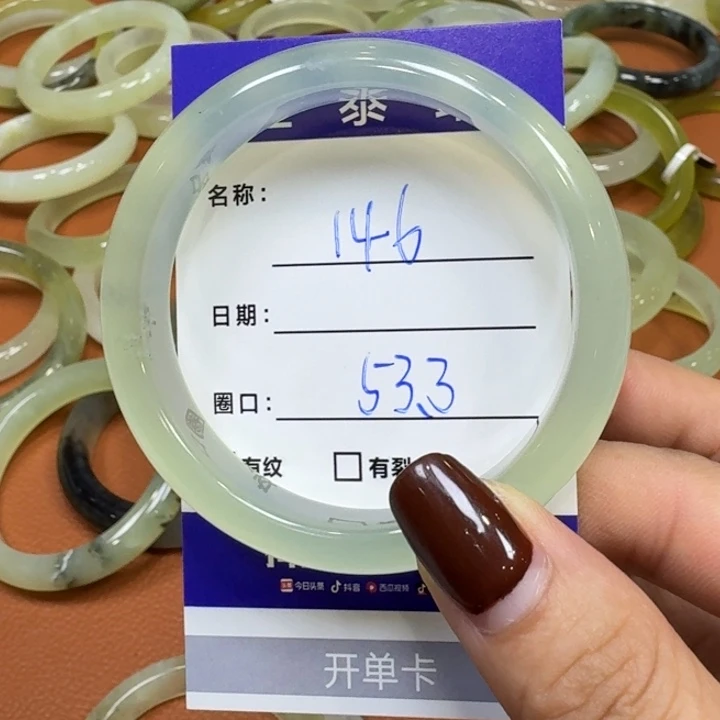 泰
名称: 146
日期:
圈口: 53.3
有纹 有裂
今日头条 抖音 西瓜视频
开单卡